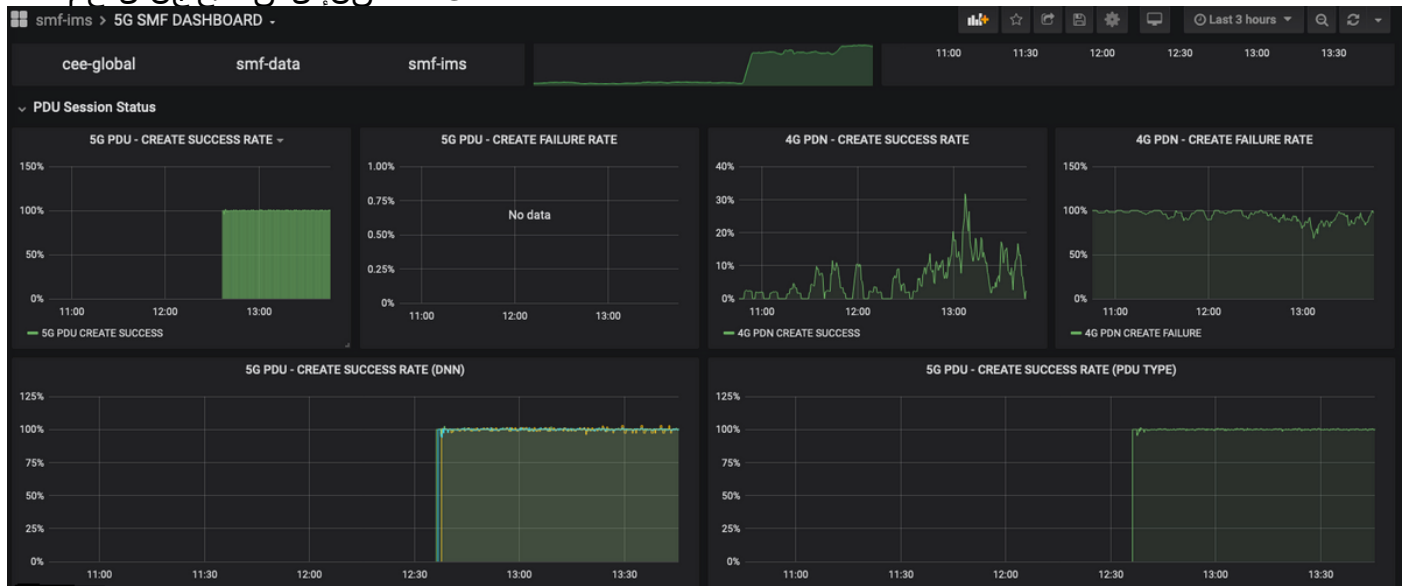 smf-ims > 5G SMF DASHBOARD
Last 3 hours
cee-global smf-data smf-ims
11:00 11:30 12:00 12:30 13:00 13:30
PDU Session Status
5G PDU - CREATE SUCCESS RATE
150%
100%
50%
0%
11:00 12:00 13:00
5G PDU CREATE SUCCESS
5G PDU - CREATE FAILURE RATE
1.00%
0.75%
0.50%
0.25%
0%
No data
11:00 12:00 13:00
4G PDN - CREATE SUCCESS RATE
40%
30%
20%
10%
0%
11:00 12:00 13:00
4G PDN CREATE SUCCESS
4G PDN - CREATE FAILURE RATE
150%
100%
50%
0%
11:00 12:00 13:00
4G PDN CREATE FAILURE
5G PDU - CREATE SUCCESS RATE (DNN)
125%
100%
75%
50%
25%
0%
11:00 11:30 12:00 12:30 13:00 13:30
5G PDU - CREATE SUCCESS RATE (PDU TYPE)
125%
100%
75%
50%
25%
0%
11:00 11:30 12:00 12:30 13:00 13:30